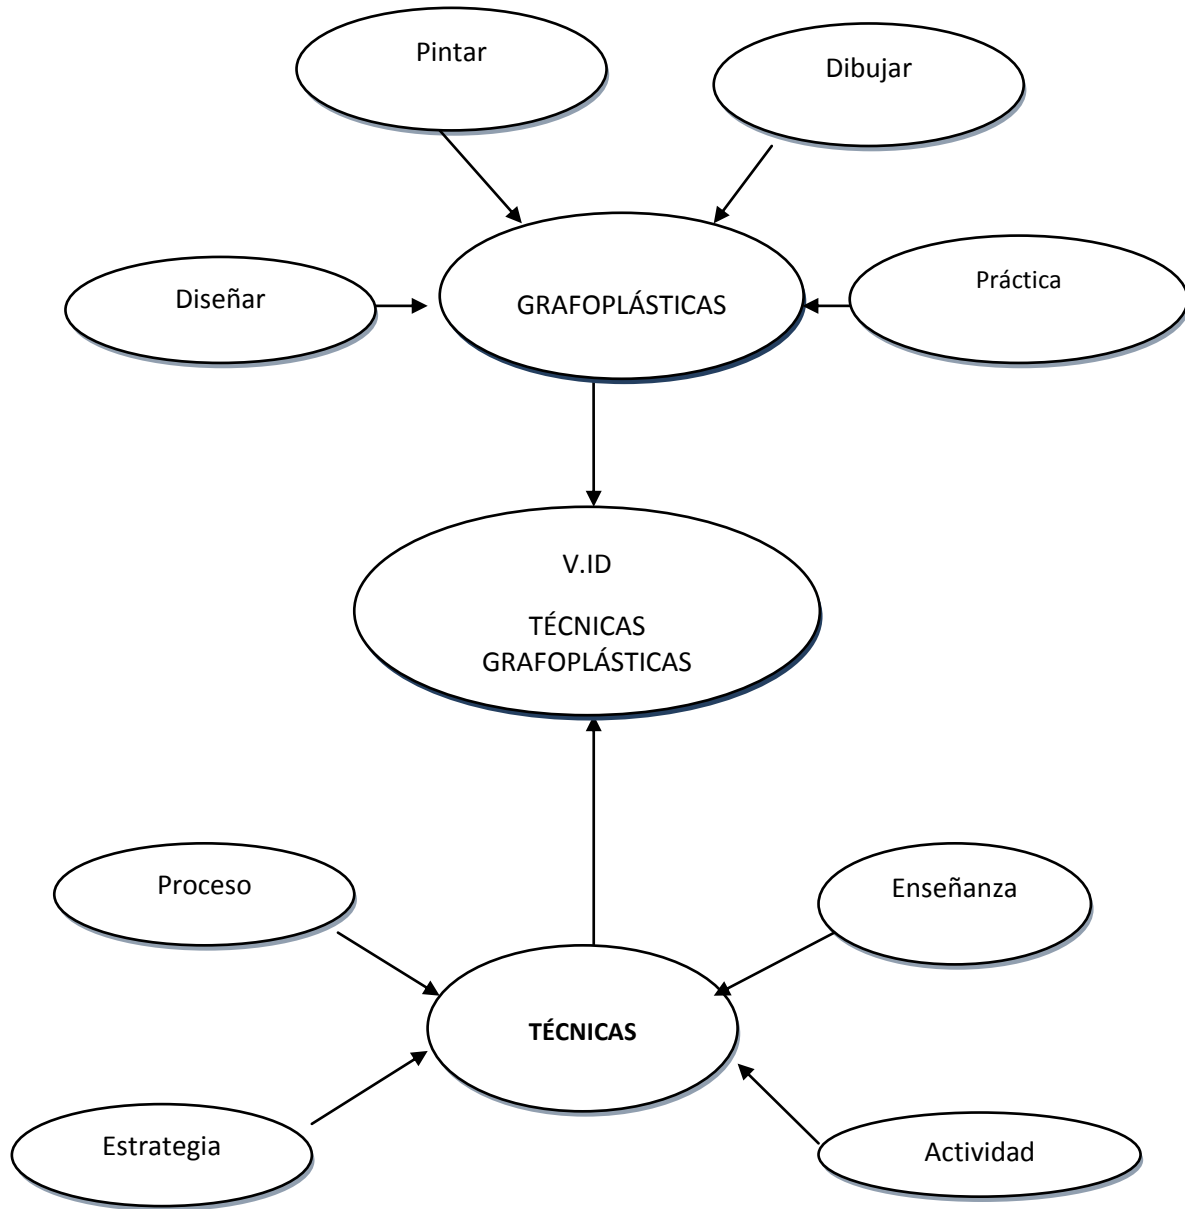 Pintar
Dibujar
Diseñar
GRAFOPLÁSTICAS
Práctica
V.ID
TÉCNICAS
GRAFOPLÁSTICAS
Proceso
Enseñanza
TÉCNICAS
Estrategia
Actividad